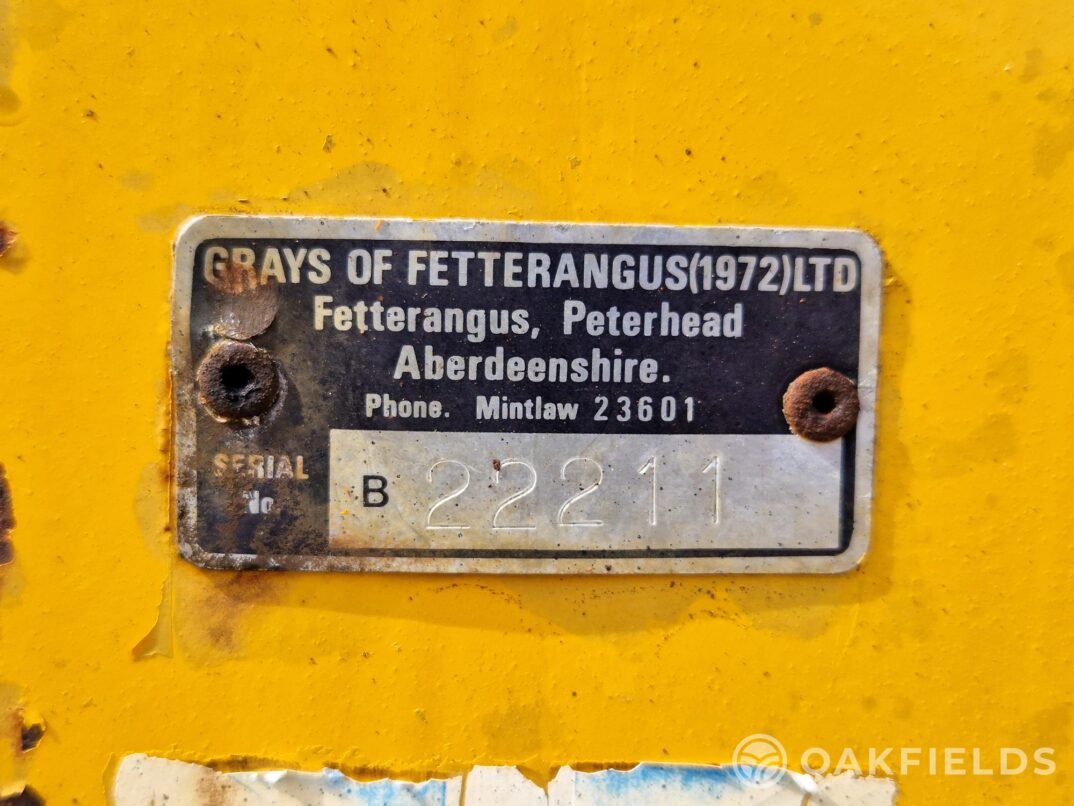 GRAYS OF FETTERANGUS(1972)LTD
Fetterangus, Peterhead
Aberdeenshire.
Phone. Mintlaw 23601
SERIAL
No
B 22211
OAKFIELDS